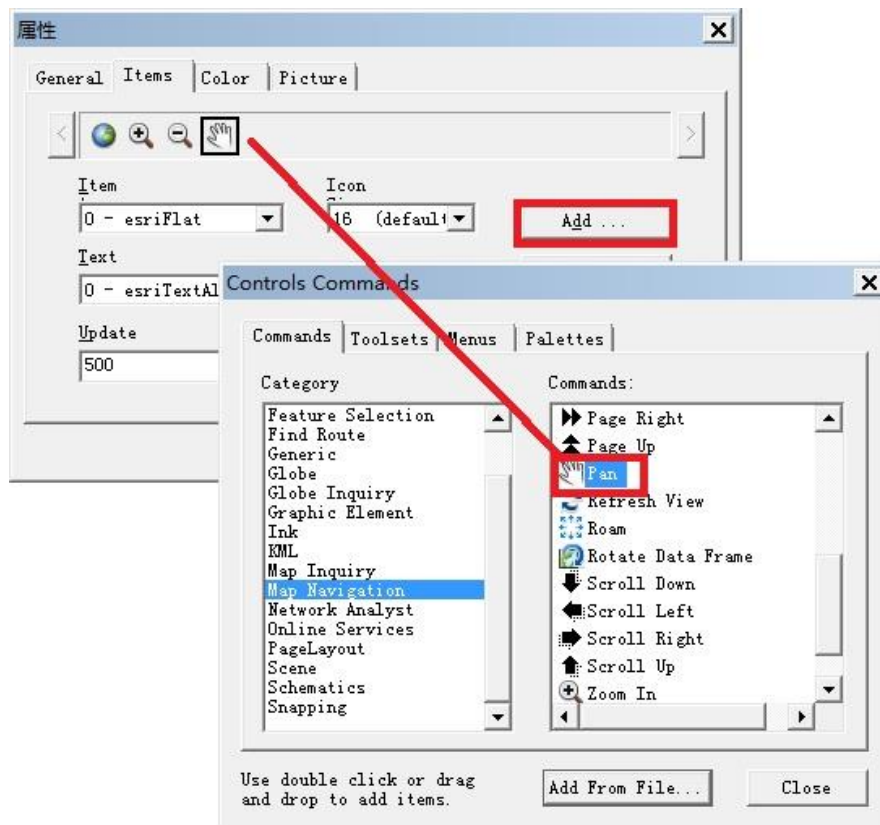 属性
General Items Color Picture
Item
Icon
0 - esriFlat
16 (default
Add ...
Text
0 - esriTextAl
Update
500
Controls Commands
Commands Toolsets Menus Palettes
Category
Commands:
Feature Selection
Find Route
Generic
Globe
Globe Inquiry
Graphic Element
Ink
KML
Map Inquiry
Map Navigation
Network Analyst
Online Services
PageLayout
Scene
Schematics
Snapping
Page Right
Page Up
Pan
Refresh View
Roam
Rotate Data Frame
Scroll Down
Scroll Left
Scroll Right
Scroll Up
Zoom In
Use double click or drag
and drop to add items.
Add From File...
Close